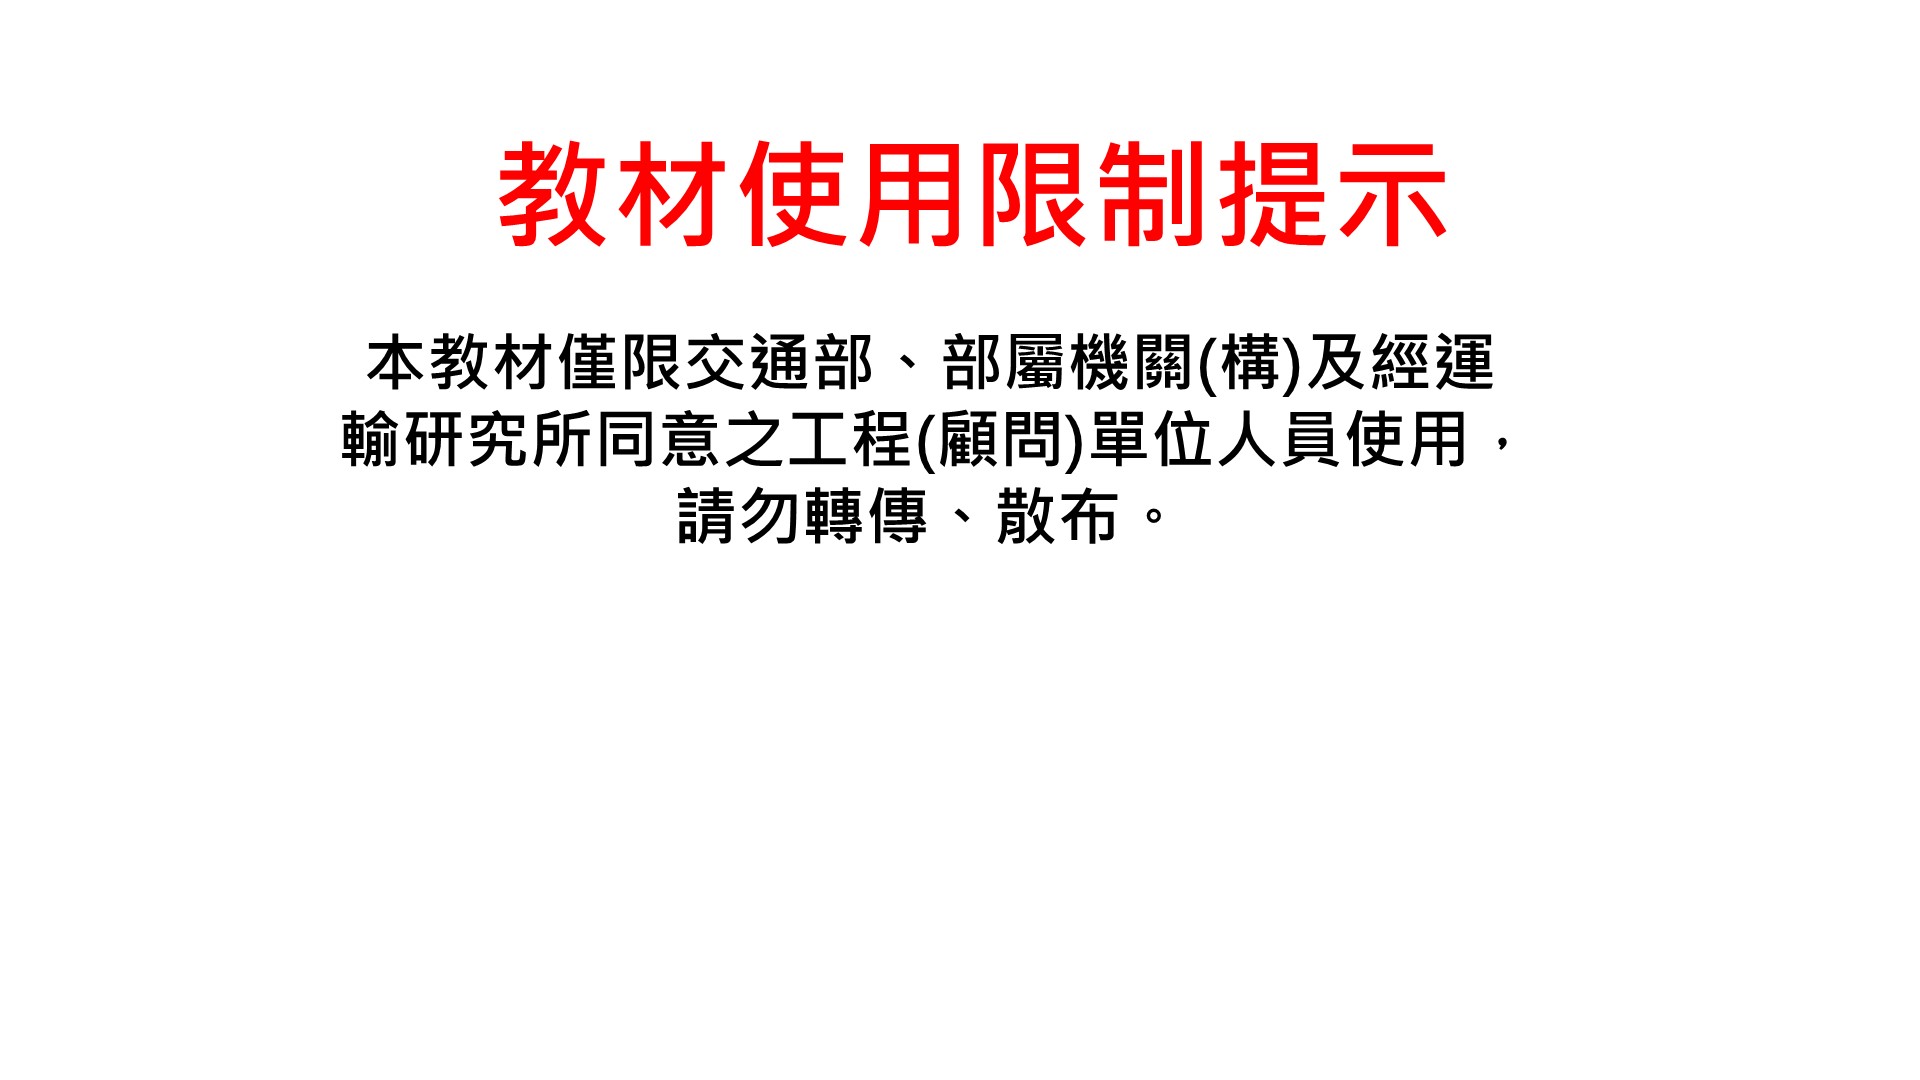 教材使用限制提示
本教材僅限交通部、部屬機關(構)及經運
輸研究所同意之工程(顧問)單位人員使用，
請勿轉傳、散布。